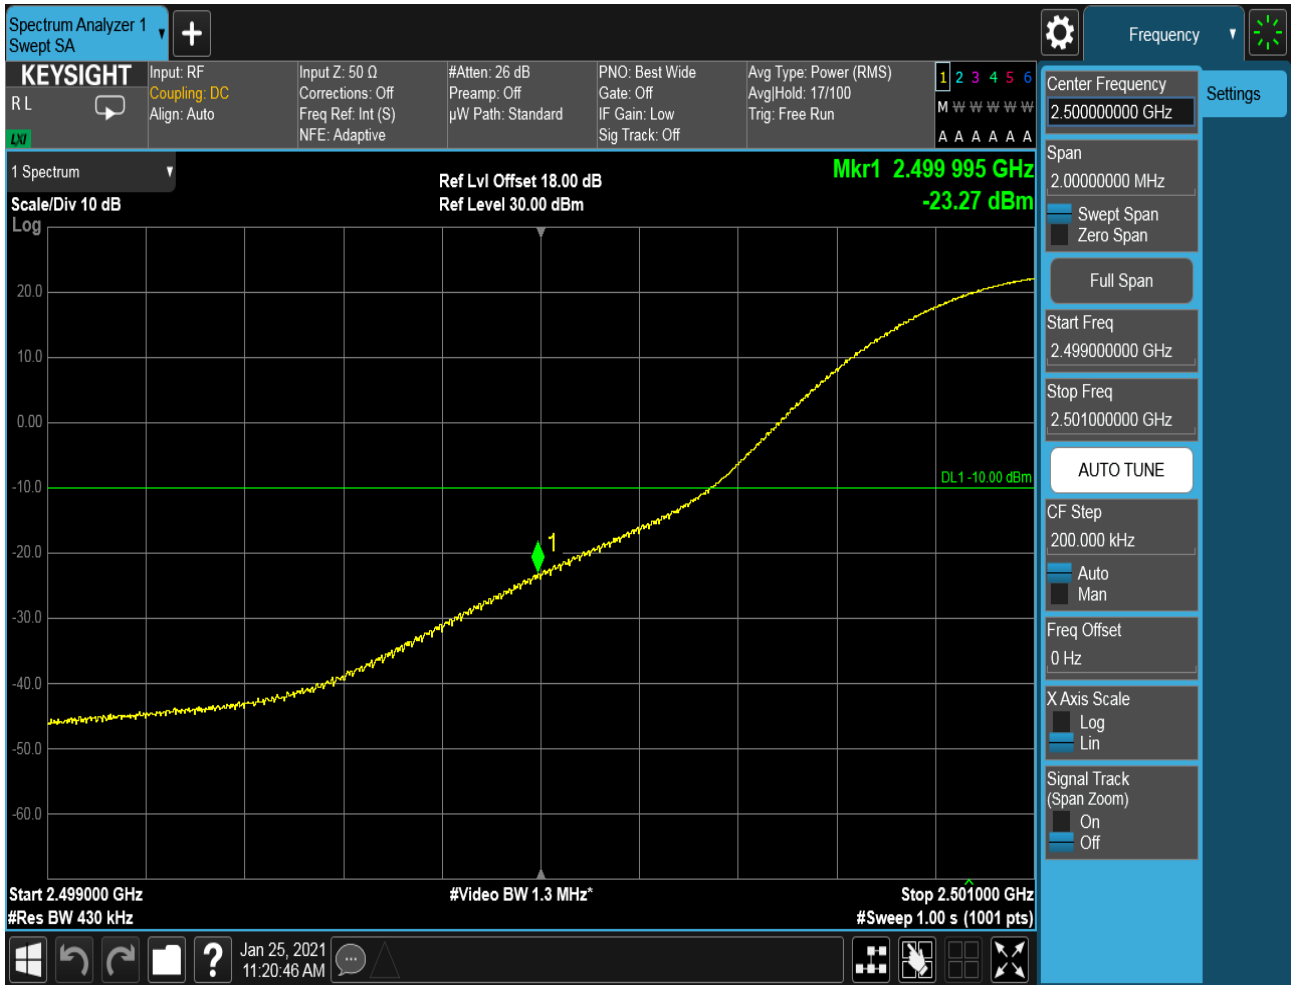 Spectrum Analyzer 1
Swept SA
Frequency
KEYSIGHT
R L
LXI
Input: RF
Coupling: DC
Align: Auto
Input Z: 50 Ω
Corrections: Off
Freq Ref: Int (S)
NFE: Adaptive
#Atten: 26 dB
Preamp: Off
µW Path: Standard
PNO: Best Wide
Gate: Off
IF Gain: Low
Sig Track: Off
Avg Type: Power (RMS)
Avg|Hold: 17/100
Trig: Free Run
1 2 3 4 5 6
M W W W W W
A A A A A A
1 Spectrum
Scale/Div 10 dB
Log
Ref Lvl Offset 18.00 dB
Ref Level 30.00 dBm
Mkr1 2.499 995 GHz
-23.27 dBm
20.0
10.0
0.00
-10.0
-20.0
-30.0
-40.0
-50.0
-60.0
DL1 -10.00 dBm
1
Start 2.499000 GHz
#Res BW 430 kHz
#Video BW 1.3 MHz*
Stop 2.501000 GHz
#Sweep 1.00 s (1001 pts)
Jan 25, 2021
11:20:46 AM
Center Frequency
2.500000000 GHz
Span
2.00000000 MHz
Swept Span
Zero Span
Full Span
Start Freq
2.499000000 GHz
Stop Freq
2.501000000 GHz
AUTO TUNE
CF Step
200.000 kHz
Auto
Man
Freq Offset
0 Hz
X Axis Scale
Log
Lin
Signal Track
(Span Zoom)
On
Off
Settings